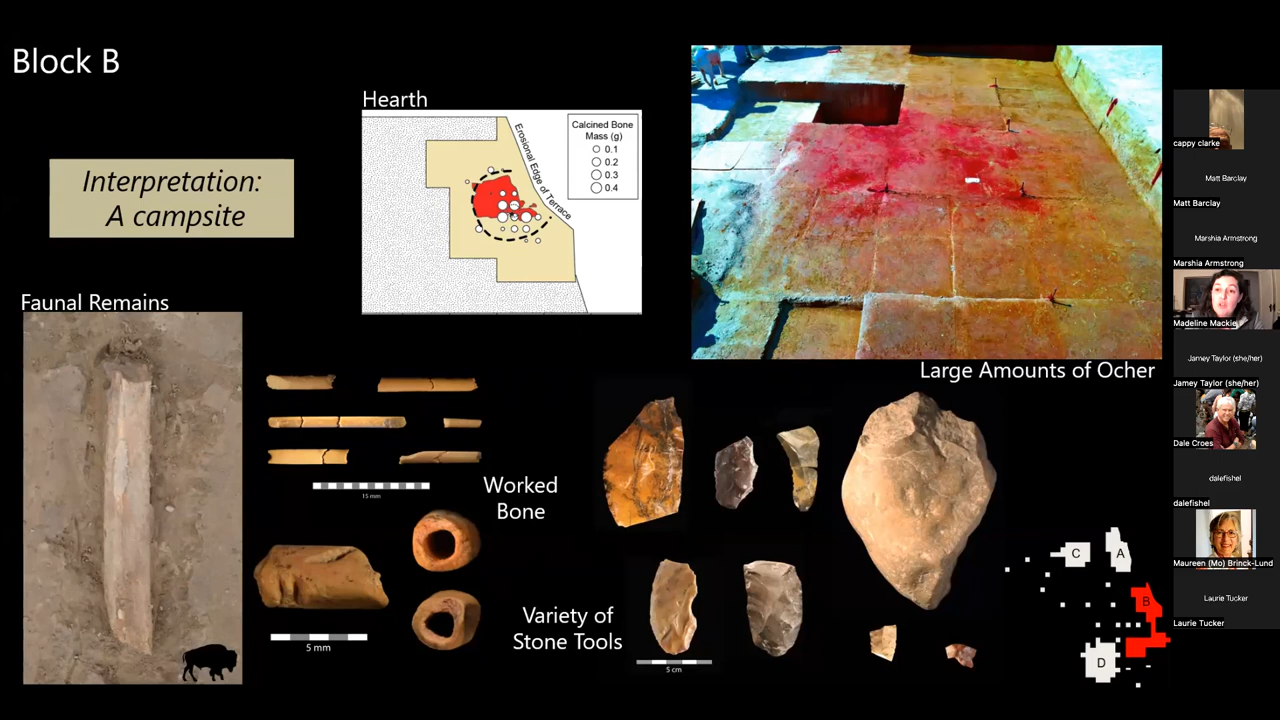 Block B
Interpretation:
A campsite
Hearth
Erosional Edge of Terrace
Calcined Bone
Mass (g)
0.1
0.2
0.3
0.4
Large Amounts of Ocher
Faunal Remains
15 mm
Worked
Bone
5 mm
Variety of
Stone Tools
5 cm
C
A
B
D
cappy clarke
Matt Barclay
Matt Barclay
Marshia Armstrong
Marshia Armstrong
Madeline Mackie
Jamey Taylor (she/her)
Jamey Taylor (she/her)
Dale Croes
dalefishel
dalefishel
Maureen (Mo) Brinck-Lund
Laurie Tucker
Laurie Tucker